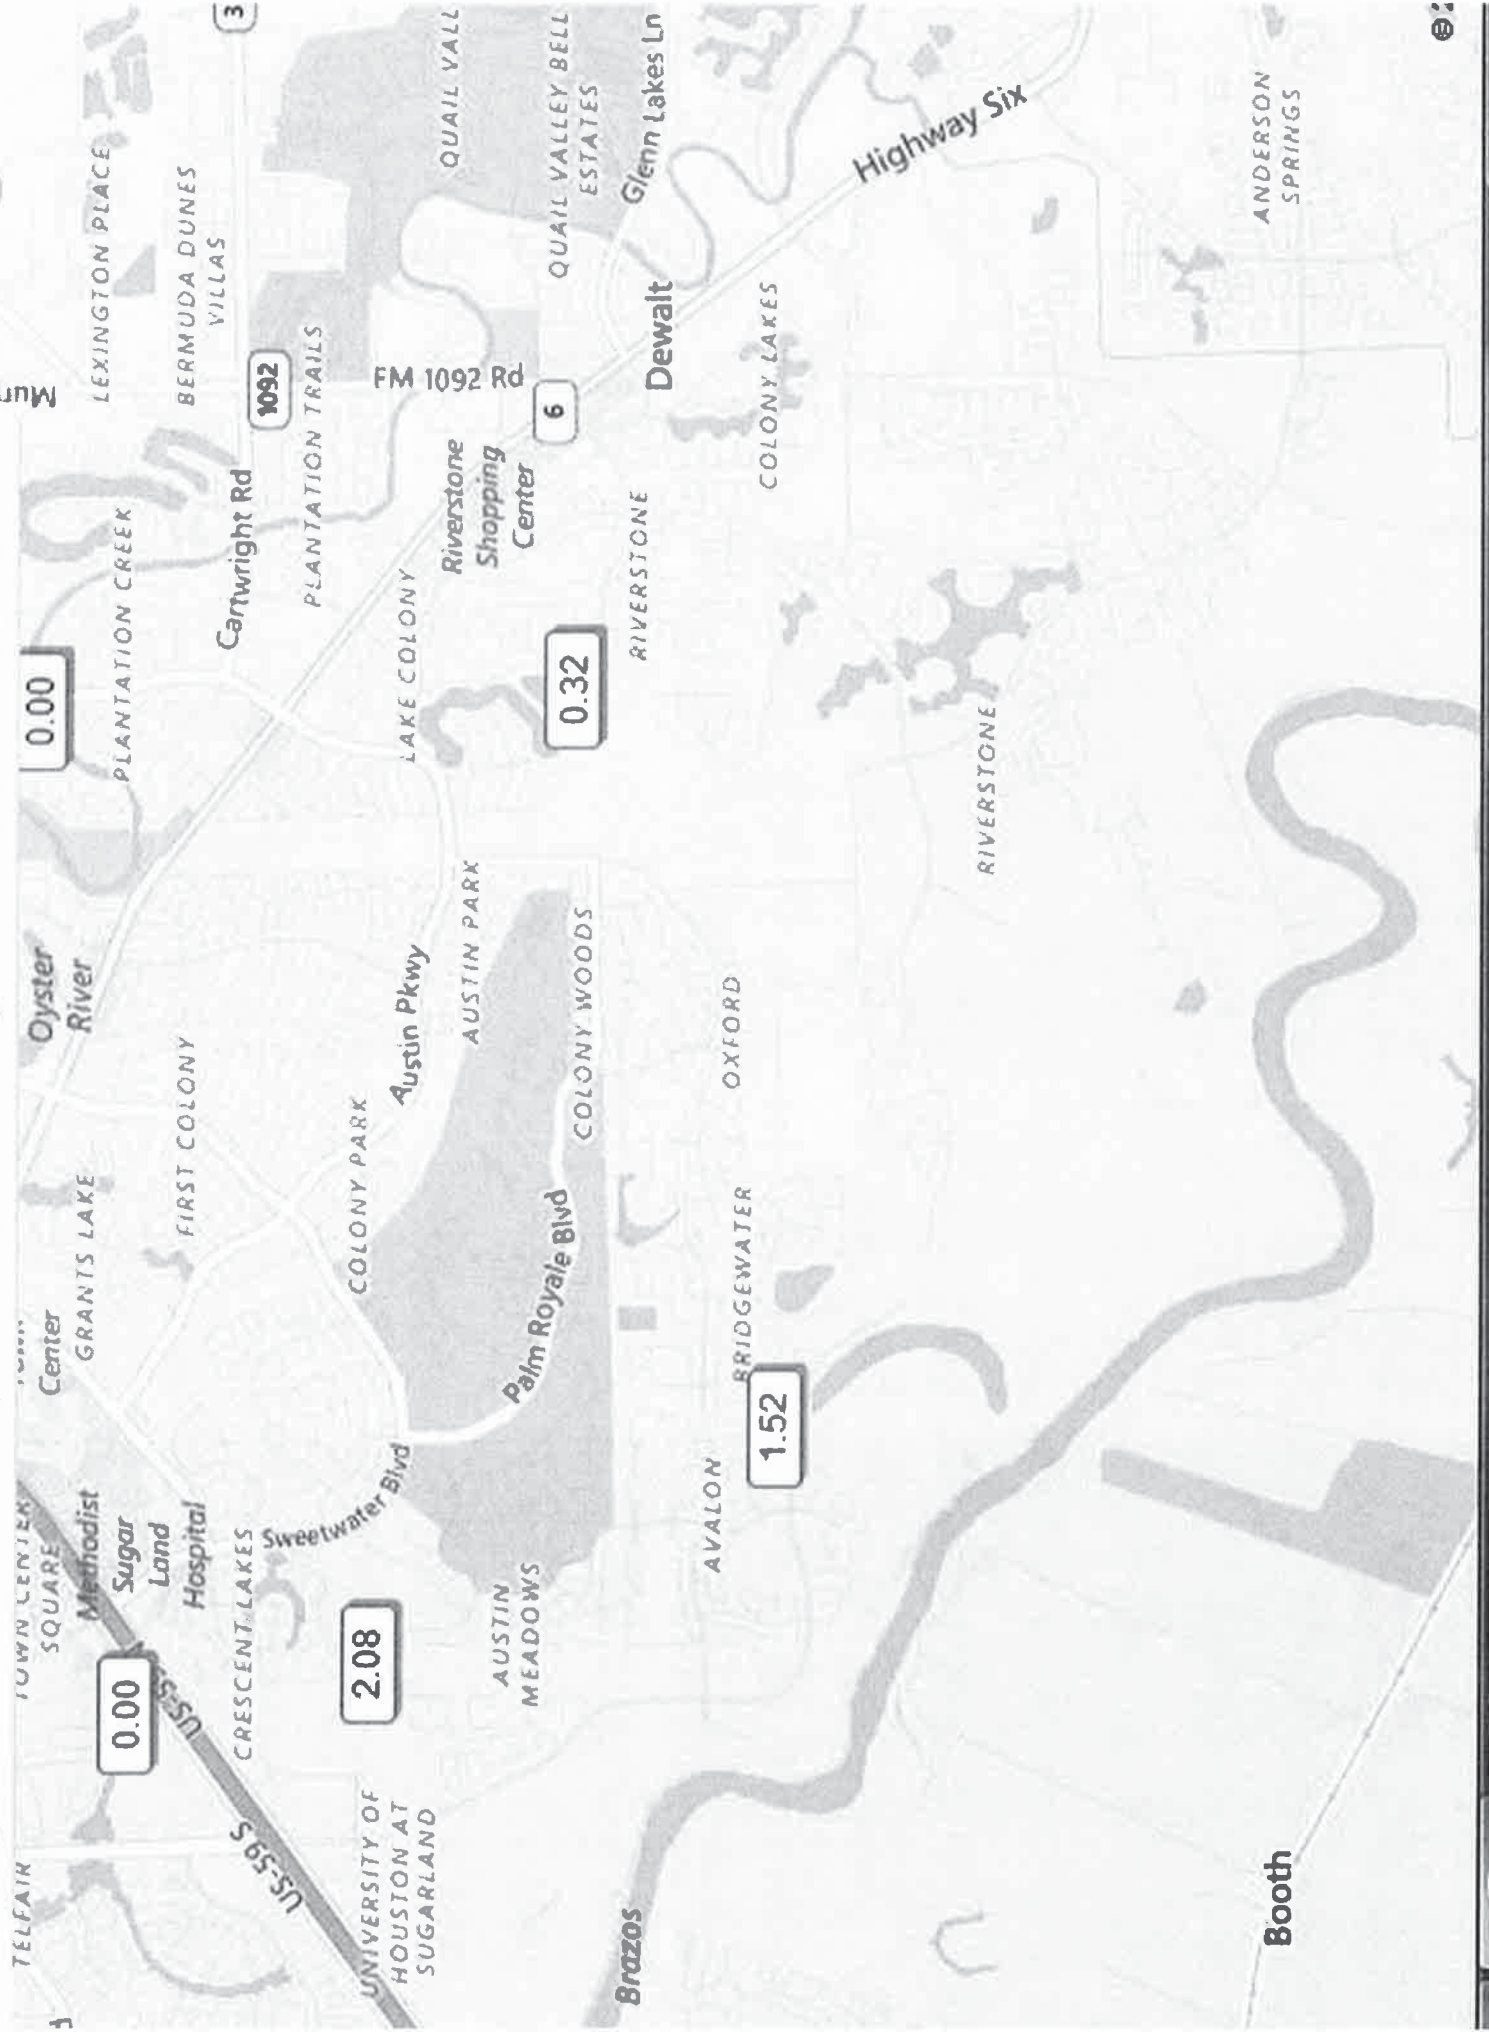 TELFAIR
TOWN CENTER
SQUARE
Center
GRANTS LAKE
Oyster
River
0.00
PLANTATION CREEK
LEXINGTON PLACE
BERMUDA DUNES
VILLAS
3
Methodist
Sugar
Land
Hospital
0.00
US-59 S
US-59 S
CRESCENT LAKES
Sweetwater Blvd
FIRST COLONY
Cartwright Rd
1092
PLANTATION TRAILS
FM 1092 Rd
QUAIL VALL
UNIVERSITY OF
HOUSTON AT
SUGARLAND
2.08
COLONY PARK
Austin Pkwy
AUSTIN PARK
LAKE COLONY
Riverstone
Shopping
Center
6
QUAIL VALLEY BELL
ESTATES
Glenn Lakes Ln
AUSTIN
MEADOWS
Palm Royale Blvd
COLONY WOODS
0.32
RIVERSTONE
Dewalt
Brazos
AVALON
BRIDGEWATER
OXFORD
COLONY LAKES
1.52
Highway Six
RIVERSTONE
Booth
ANDERSON
SPRINGS